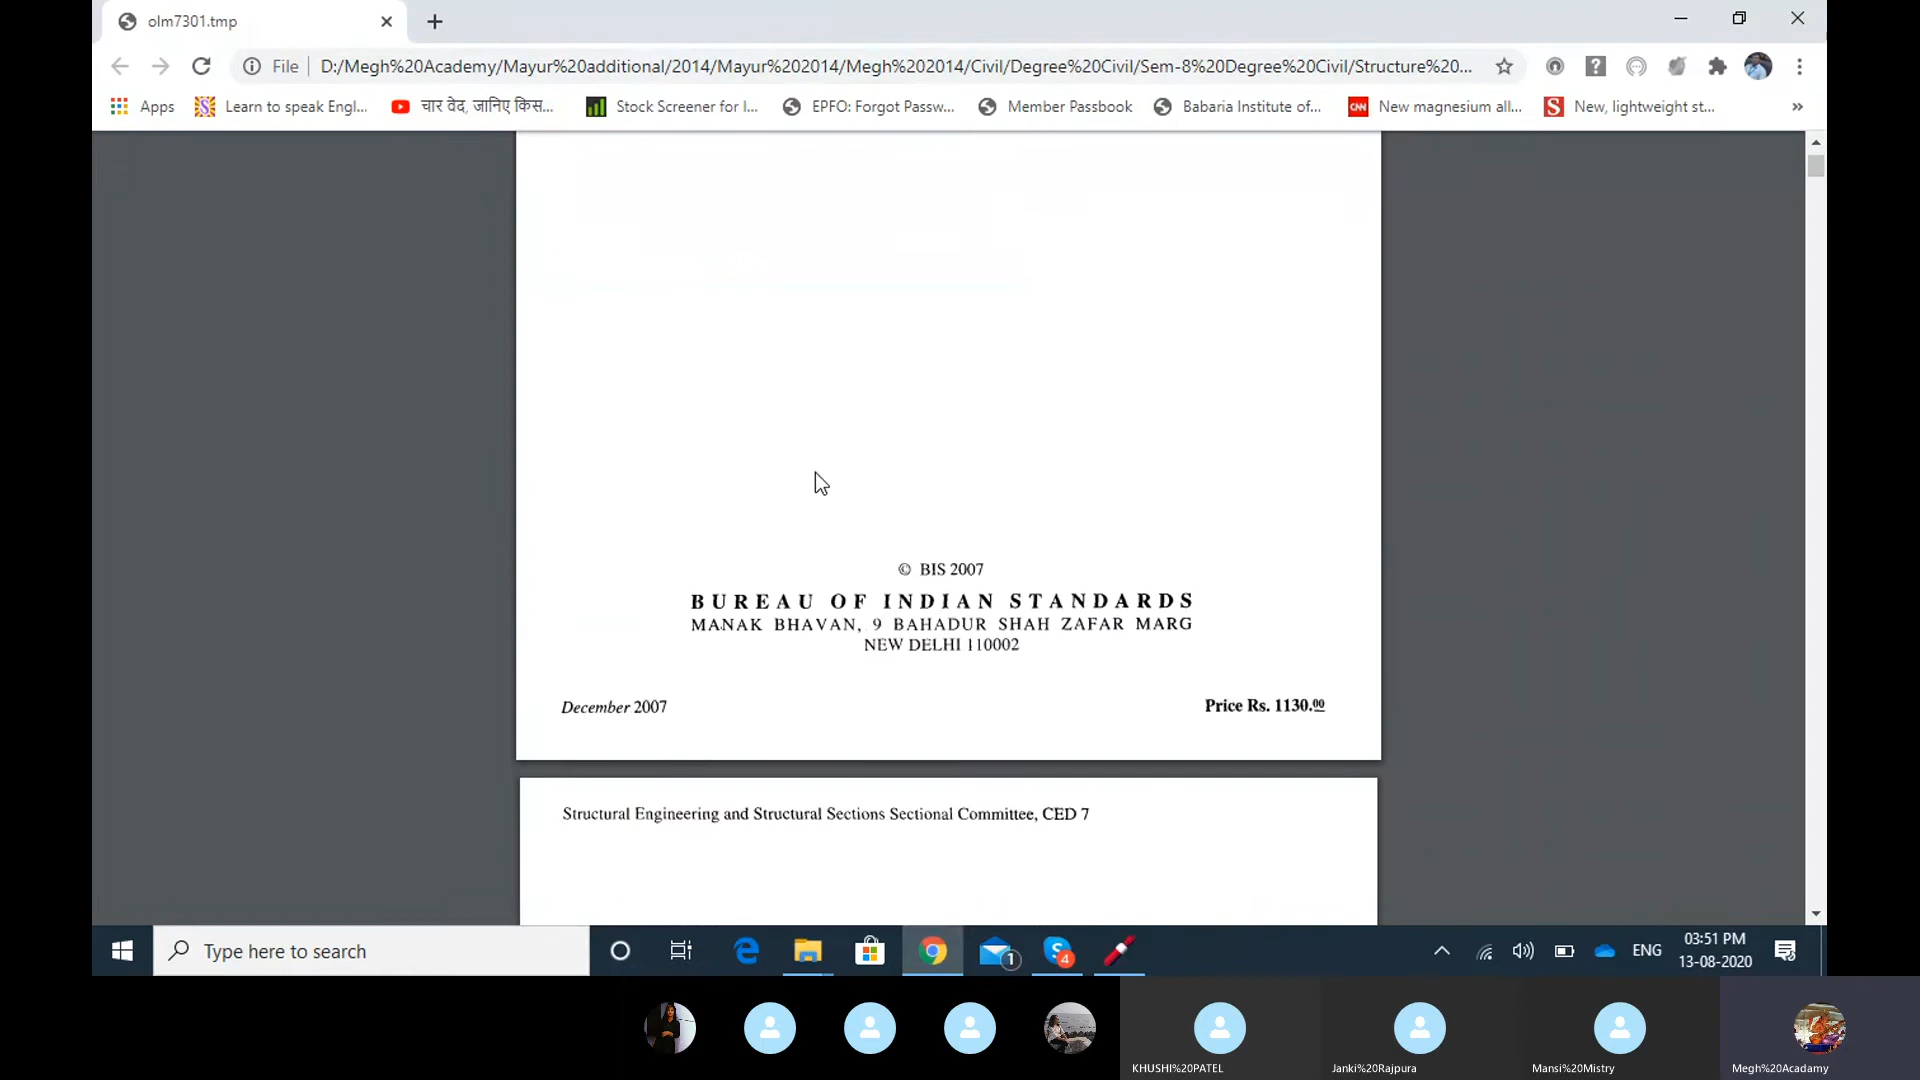 olm7301.tmp
File
D:/Megh%20Academy/Mayur%20additional/2014/Mayur%202014/Megh%202014/Civil/Degree%20Civil/Sem-8%20Degree%20Civil/Structure%20...
Apps
Learn to speak Engl...
चार वेद, जानिए किस...
Stock Screener for I...
EPFO: Forgot Passw...
Member Passbook
Babaria Institute of...
CNN
New magnesium all...
New, lightweight st...
»
© BIS 2007
BUREAU OF INDIAN STANDARDS
MANAK BHAVAN, 9 BAHADUR SHAH ZAFAR MARG
NEW DELHI 110002
December 2007
Price Rs. 1130.00
Structural Engineering and Structural Sections Sectional Committee, CED 7
Type here to search
1
4
ENG
03:51 PM
13-08-2020
KHUSHI%20PATEL
Janki%20Rajpura
Mansi%20Mistry
Megh%20Acadamy